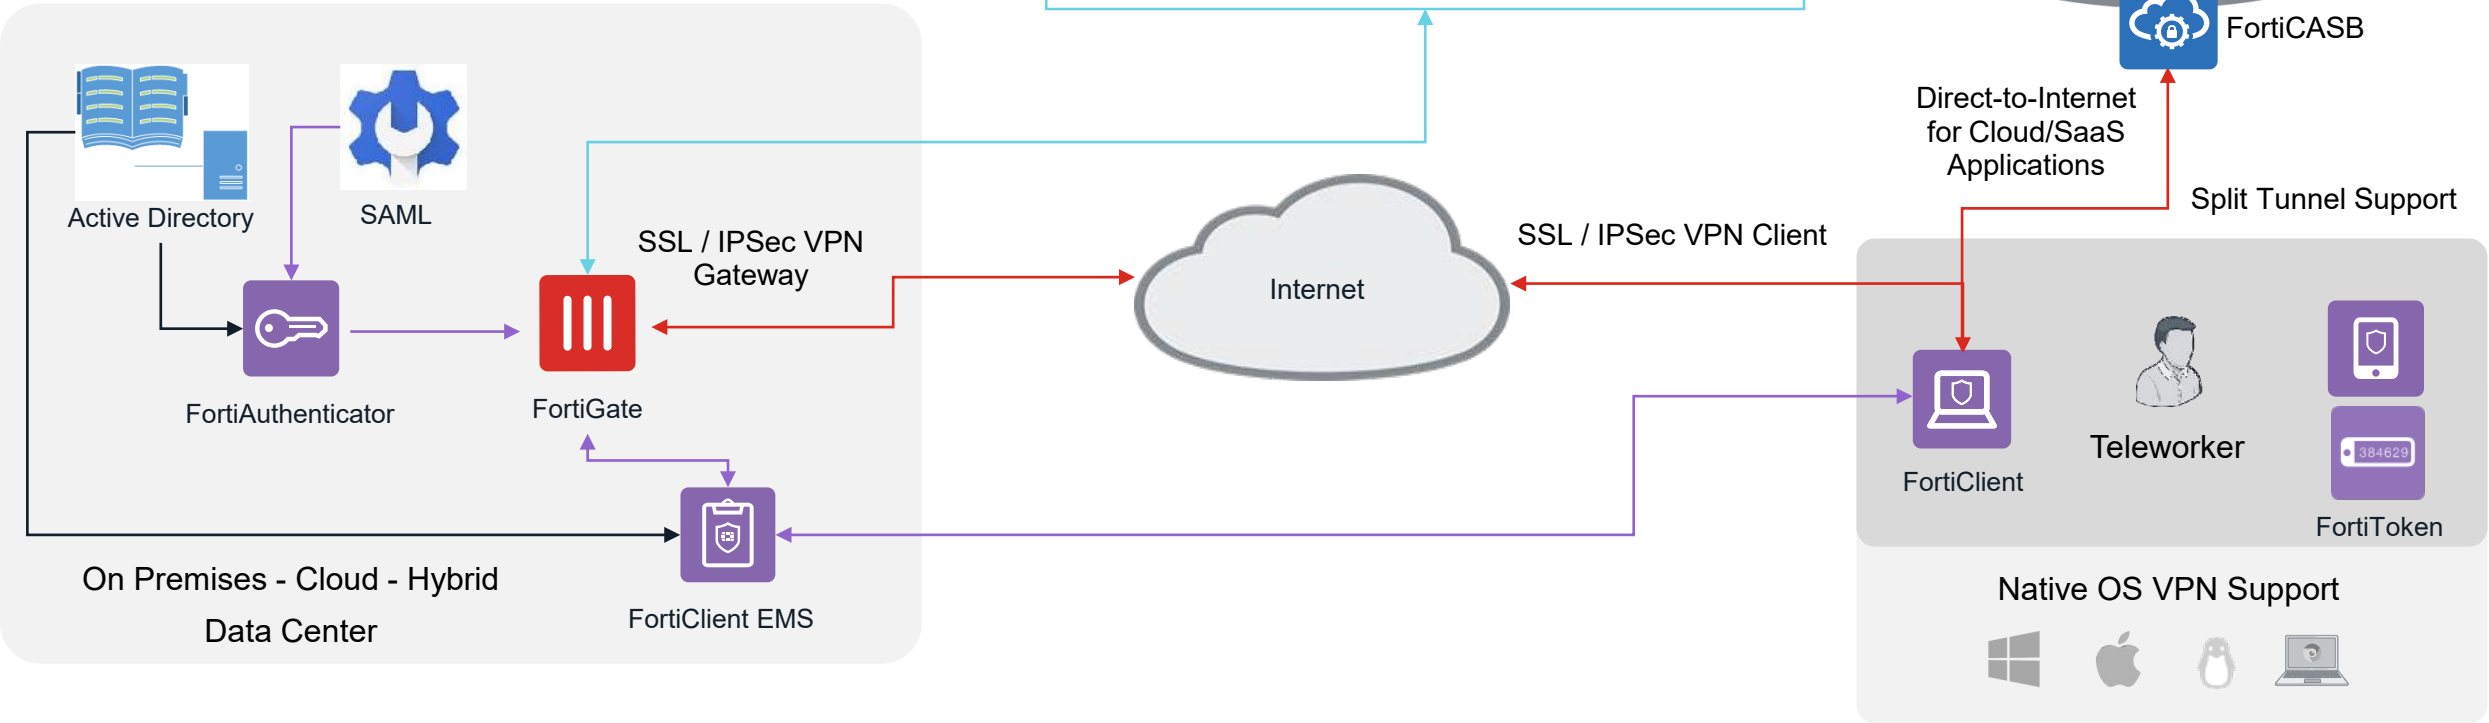 FortiCASB
Direct-to-Internet
for Cloud/SaaS
Applications
Split Tunnel Support
Active Directory
SAML
SSL / IPSec VPN
Gateway
SSL / IPSec VPN Client
Internet
FortiAuthenticator
FortiGate
Teleworker
384629
FortiClient
FortiToken
On Premises - Cloud - Hybrid
Data Center
FortiClient EMS
Native OS VPN Support